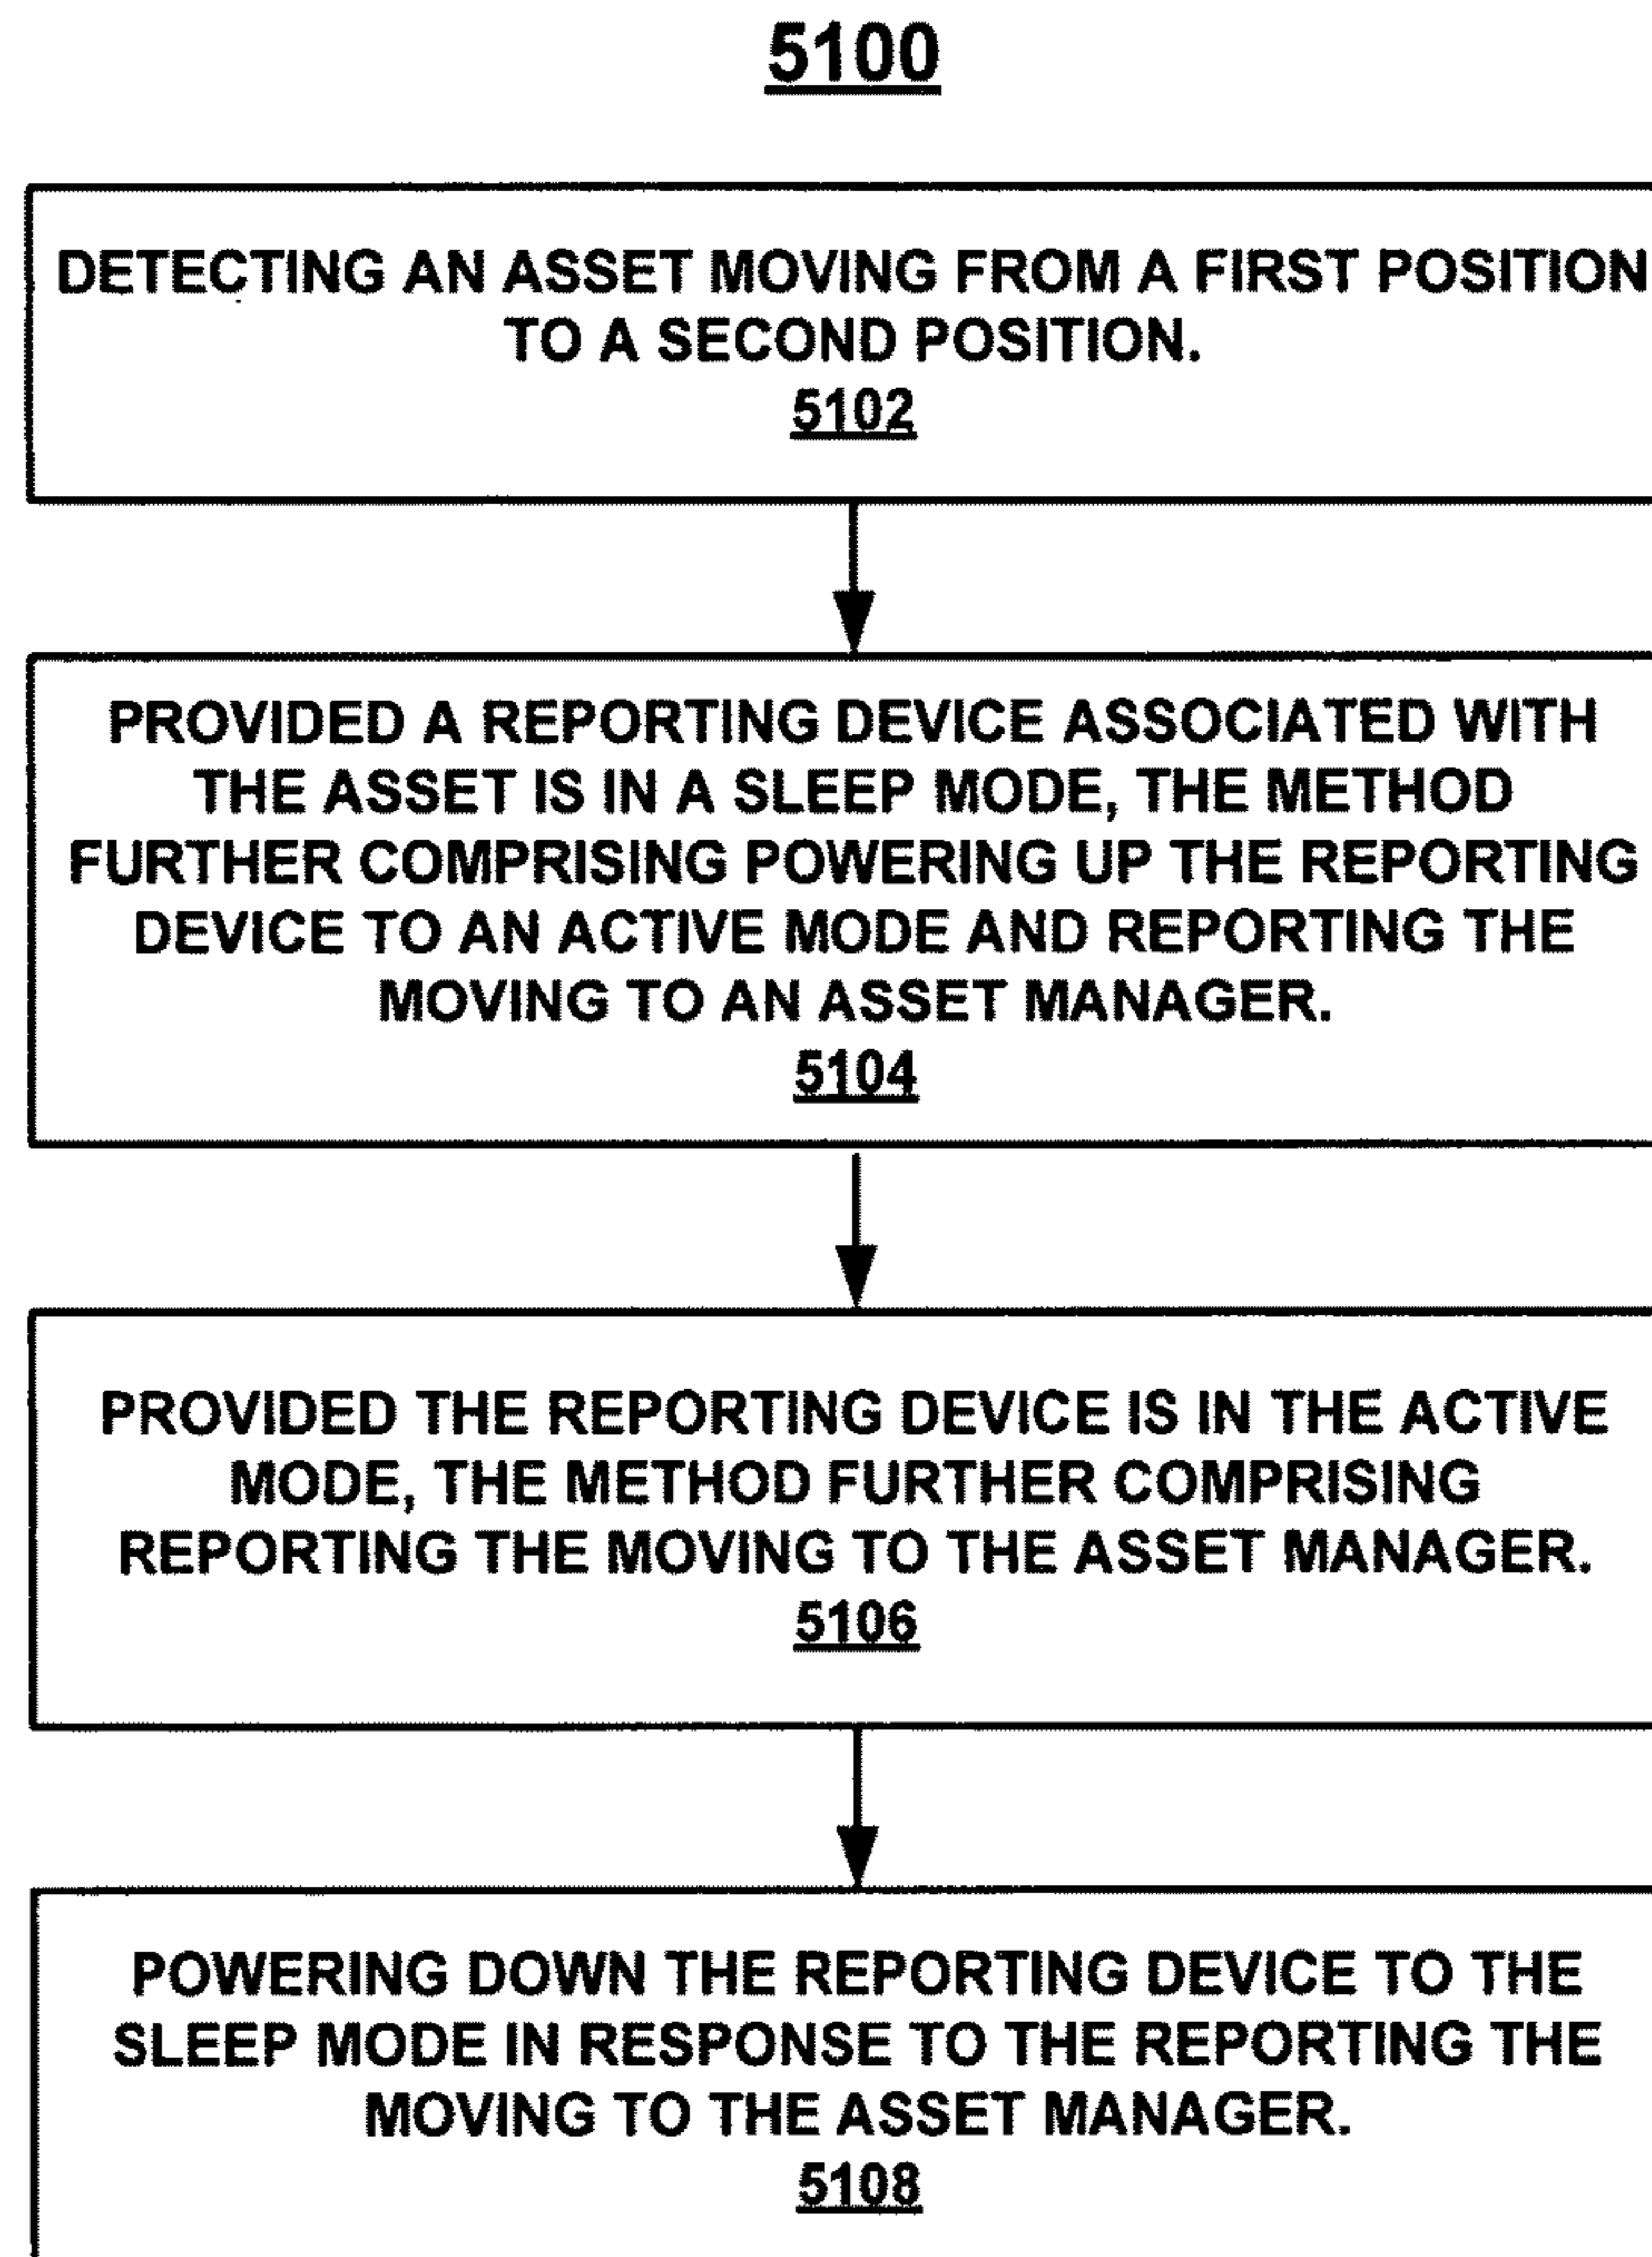 5100
DETECTING AN ASSET MOVING FROM A FIRST POSITION
TO A SECOND POSITION.
5102
PROVIDED A REPORTING DEVICE ASSOCIATED WITH
THE ASSET IS IN A SLEEP MODE, THE METHOD
FURTHER COMPRISING POWERING UP THE REPORTING
DEVICE TO AN ACTIVE MODE AND REPORTING THE
MOVING TO AN ASSET MANAGER.
5104
PROVIDED THE REPORTING DEVICE IS IN THE ACTIVE
MODE, THE METHOD FURTHER COMPRISING
REPORTING THE MOVING TO THE ASSET MANAGER.
5106
POWERING DOWN THE REPORTING DEVICE TO THE
SLEEP MODE IN RESPONSE TO THE REPORTING THE
MOVING TO THE ASSET MANAGER.
5108